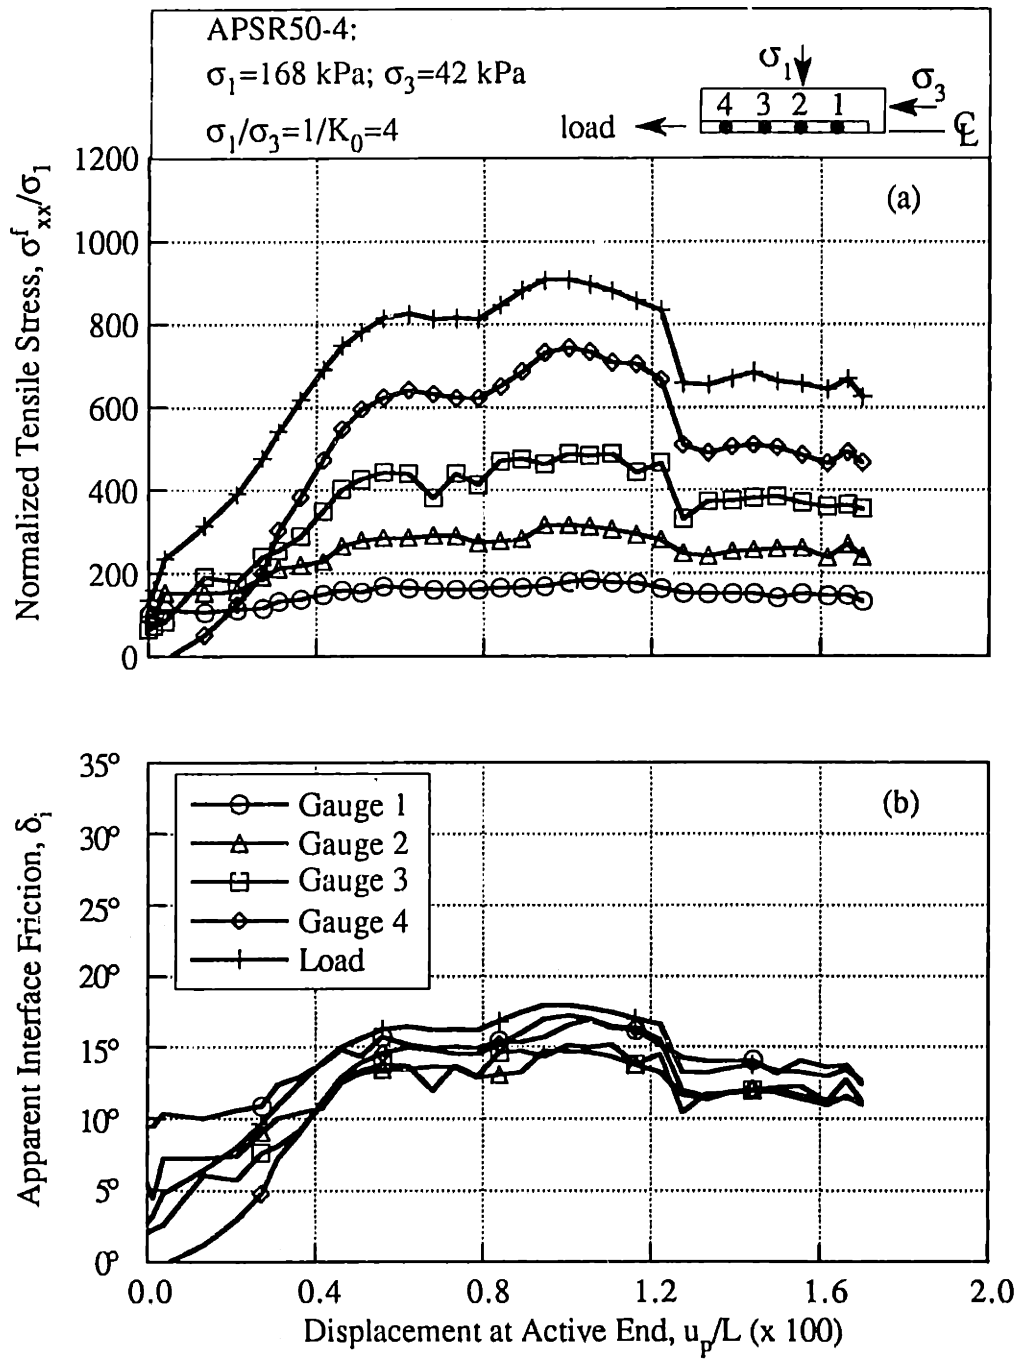 APSR50-4:
σ1=168 kPa; σ3=42 kPa
σ1/σ3=1/K0=4
σ1
σ3
4 3 2 1
load
℄
(a)
Normalized Tensile Stress, σ^f_xx/σ1
1200
1000
800
600
400
200
0
(b)
Apparent Interface Friction, δi
35°
30°
25°
20°
15°
10°
5°
0°
Gauge 1
Gauge 2
Gauge 3
Gauge 4
Load
0.0 0.4 0.8 1.2 1.6 2.0
Displacement at Active End, up/L (x 100)